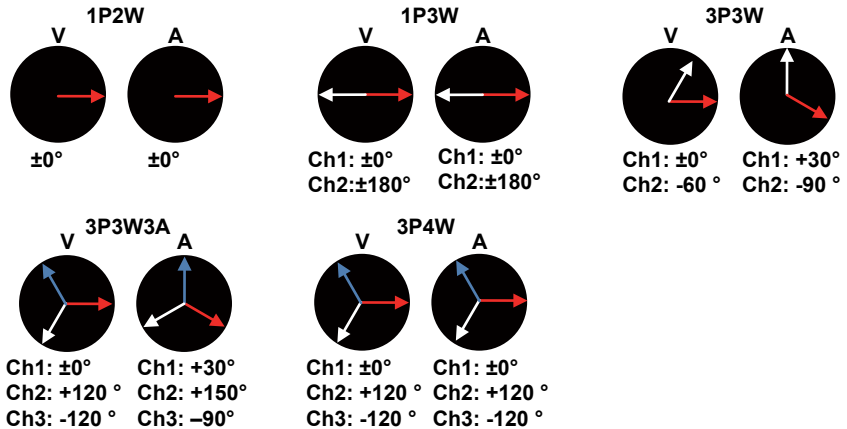 1P2W
V A
±0° ±0°
1P3W
V A
Ch1: ±0° Ch1: ±0°
Ch2:±180° Ch2:±180°
3P3W
V A
Ch1: ±0° Ch1: +30°
Ch2: -60 ° Ch2: -90 °
3P3W3A
V A
Ch1: ±0° Ch1: +30°
Ch2: +120 ° Ch2: +150°
Ch3: -120 ° Ch3: –90°
3P4W
V A
Ch1: ±0° Ch1: ±0°
Ch2: +120 ° Ch2: +120 °
Ch3: -120 ° Ch3: -120 °